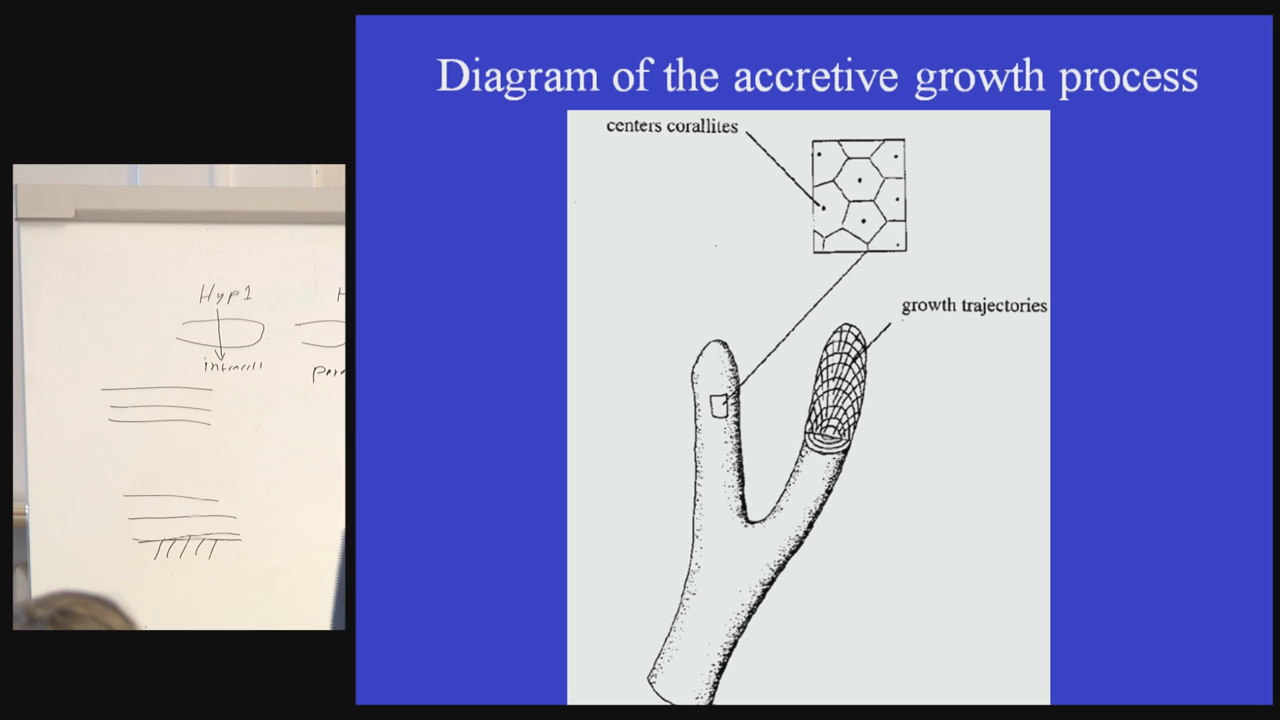 Diagram of the accretive growth process
centers corallites
growth trajectories
Hyp1
H
intracell